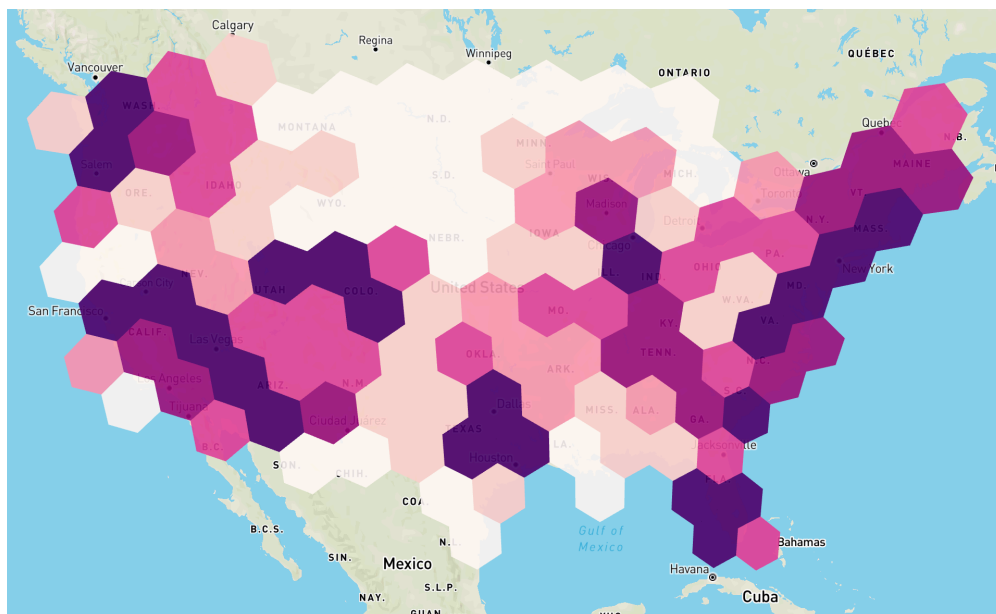 Calgary
Regina
Winnipeg
QUÉBEC
Vancouver
ONTARIO
WASH.
MONTANA
N.D.
Quebec
N.B.
MINN.
Ottawa
MAINE
Salem
Saint Paul
WIS.
MICH.
ORE.
IDAHO
S.D.
Toronto
VT.
WYO.
Madison
Detroit
N.Y.
MASS.
NEBR.
IOWA
Chicago
PA.
Carson City
NEV.
UTAH
COLO.
United States
ILL.
IND.
OHIO
New York
MD.
W.VA.
San Francisco
CALIF.
Las Vegas
MO.
KY.
VA.
Los Angeles
ARIZ.
N.M.
OKLA.
ARK.
TENN.
N.C.
S.C.
Tijuana
Ciudad Juárez
Dallas
MISS.
ALA.
GA.
B.C.
TEXAS
LA.
Jacksonville
SON.
CHIH.
Houston
FLA.
COA
B.C.S.
N.L.
Gulf of
Mexico
Bahamas
SIN.
Mexico
Havana
NAY.
S.L.P.
Cuba
GUAN.